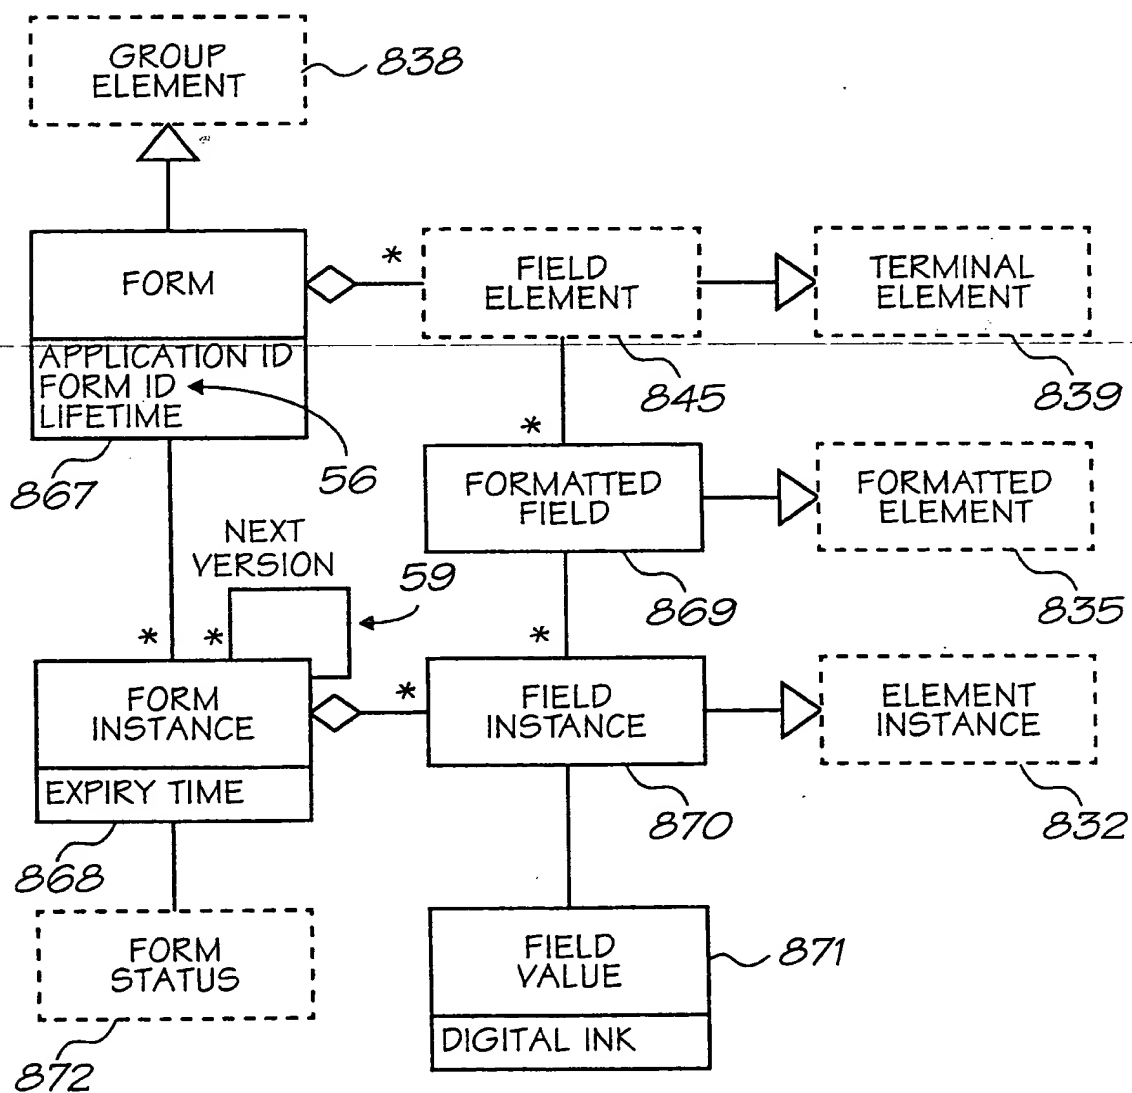 GROUP
ELEMENT
838
FORM
*
FIELD
ELEMENT
TERMINAL
ELEMENT
APPLICATION ID
FORM ID
LIFETIME
845
839
867
56
*
FORMATTED
FIELD
FORMATTED
ELEMENT
NEXT
VERSION
59
869
835
*
*
*
FORM
INSTANCE
*
FIELD
INSTANCE
ELEMENT
INSTANCE
EXPIRY TIME
868
870
832
FORM
STATUS
FIELD
VALUE
871
DIGITAL INK
872